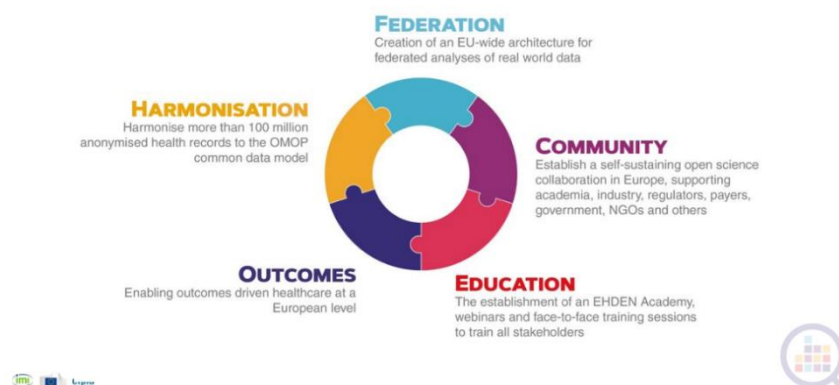 FEDERATION
Creation of an EU-wide architecture for
federated analyses of real world data
HARMONISATION
Harmonise more than 100 million
anonymised health records to the OMOP
common data model
COMMUNITY
Establish a self-sustaining open science
collaboration in Europe, supporting
academia, industry, regulators, payers,
government, NGOs and others
OUTCOMES
Enabling outcomes driven healthcare at a
European level
EDUCATION
The establishment of an EHDEN Academy,
webinars and face-to-face training sessions
to train all stakeholders
imi